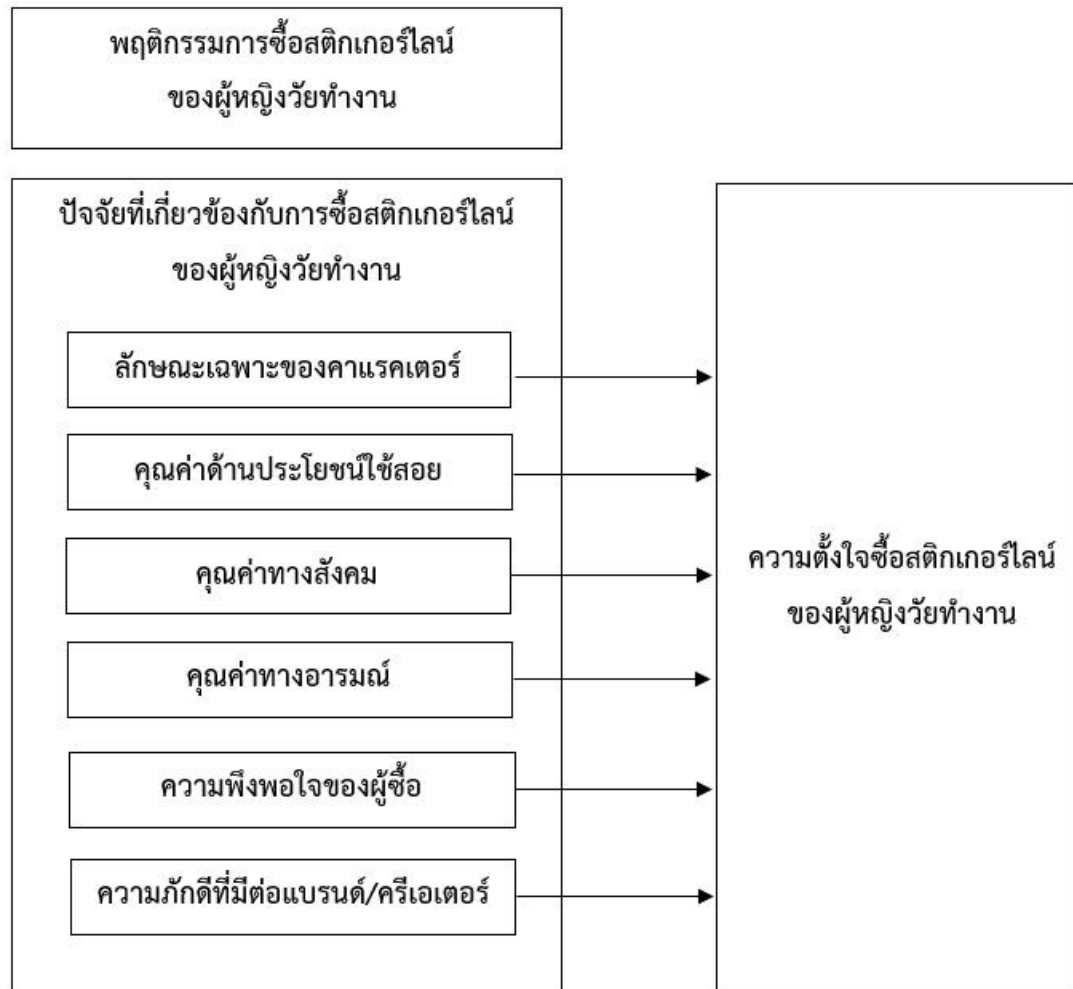 พฤติกรรมการซื้อสติกเกอร์ไลน์
ของผู้หญิงวัยทำงาน
ปัจจัยที่เกี่ยวข้องกับการซื้อสติกเกอร์ไลน์
ของผู้หญิงวัยทำงาน
ลักษณะเฉพาะของคาแรคเตอร์
คุณค่าด้านประโยชน์ใช้สอย
คุณค่าทางสังคม
คุณค่าทางอารมณ์
ความพึงพอใจของผู้ซื้อ
ความภักดีที่มีต่อแบรนด์/ครีเอเตอร์
ความตั้งใจซื้อสติกเกอร์ไลน์
ของผู้หญิงวัยทำงาน